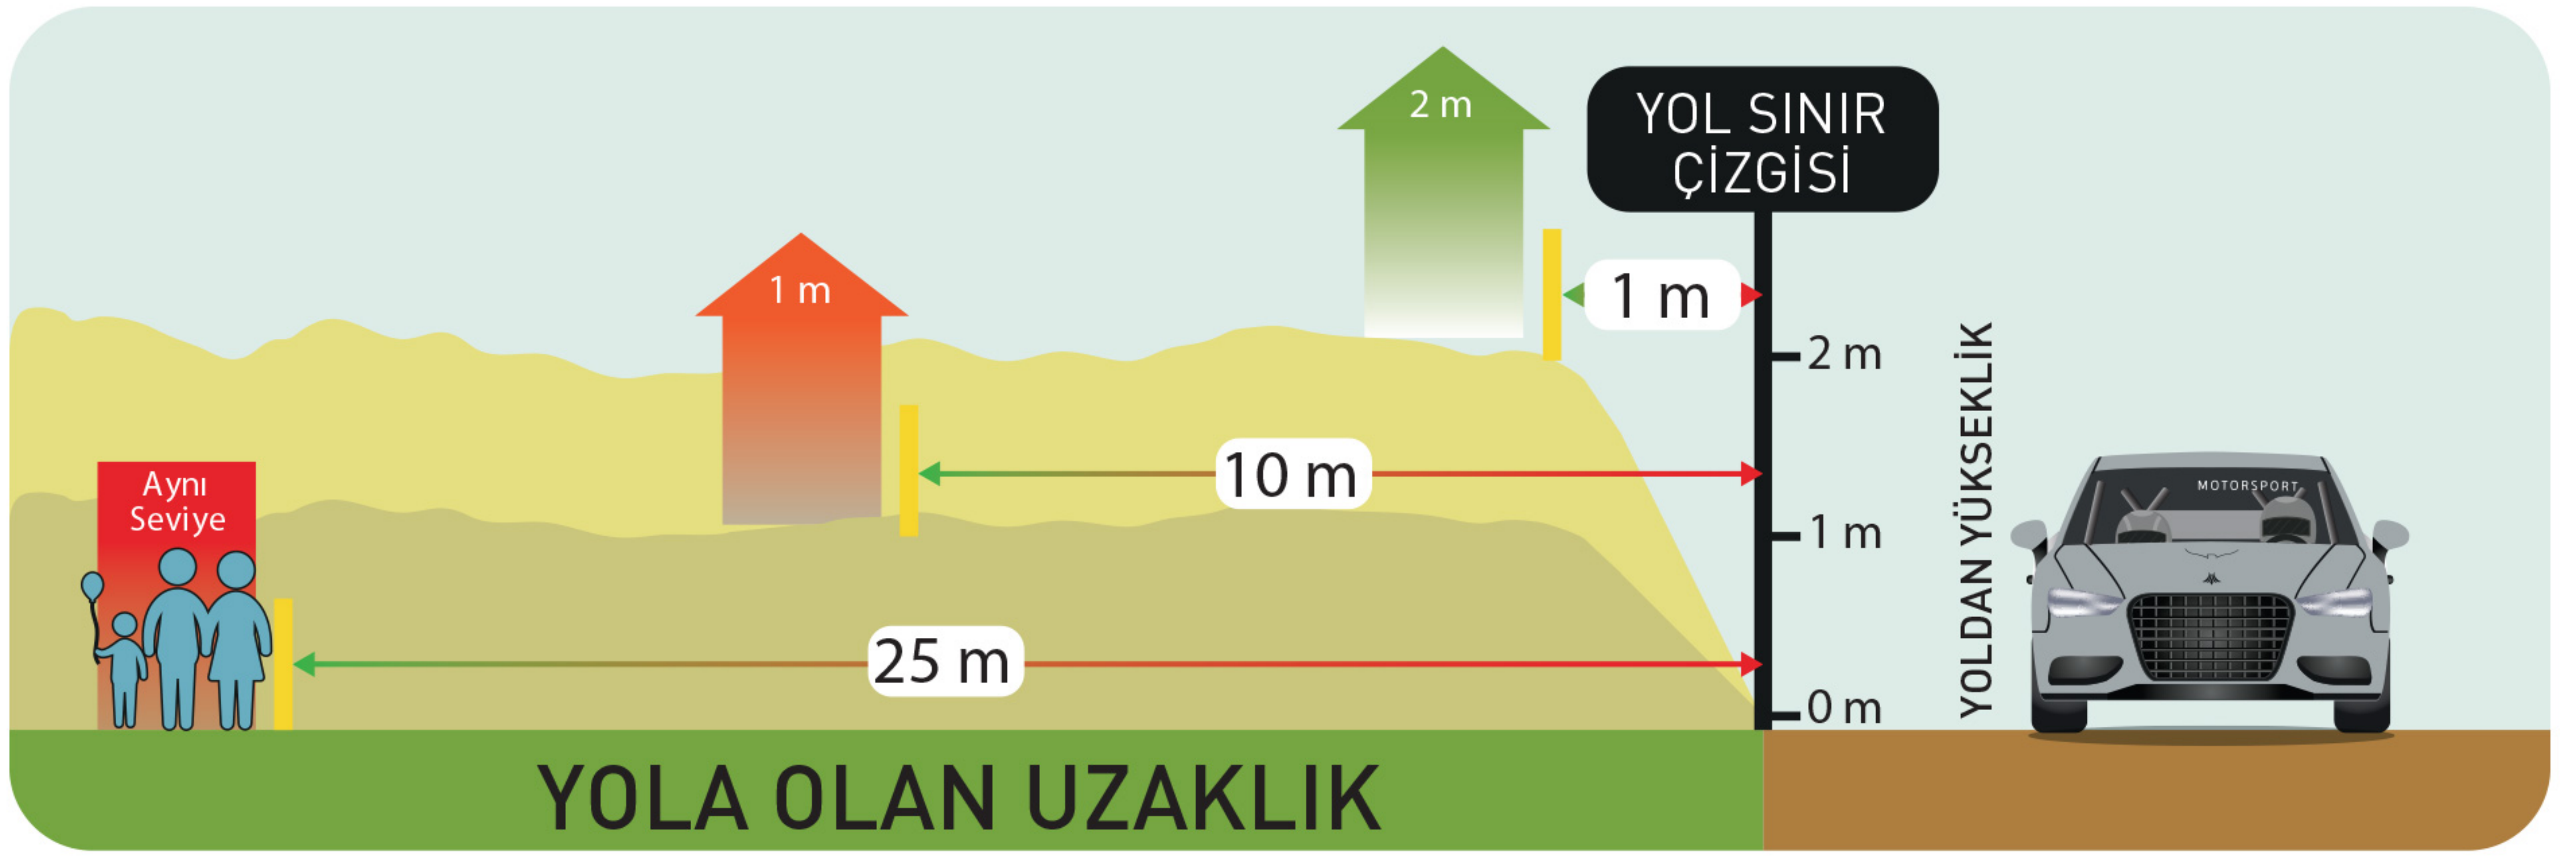 2 m
YOL SINIR
ÇİZGİSİ
1 m
1 m
2 m
YOLDAN YÜKSEKLİK
Aynı
Seviye
10 m
MOTORSPORT
1 m
25 m
0 m
YOLA OLAN UZAKLIK